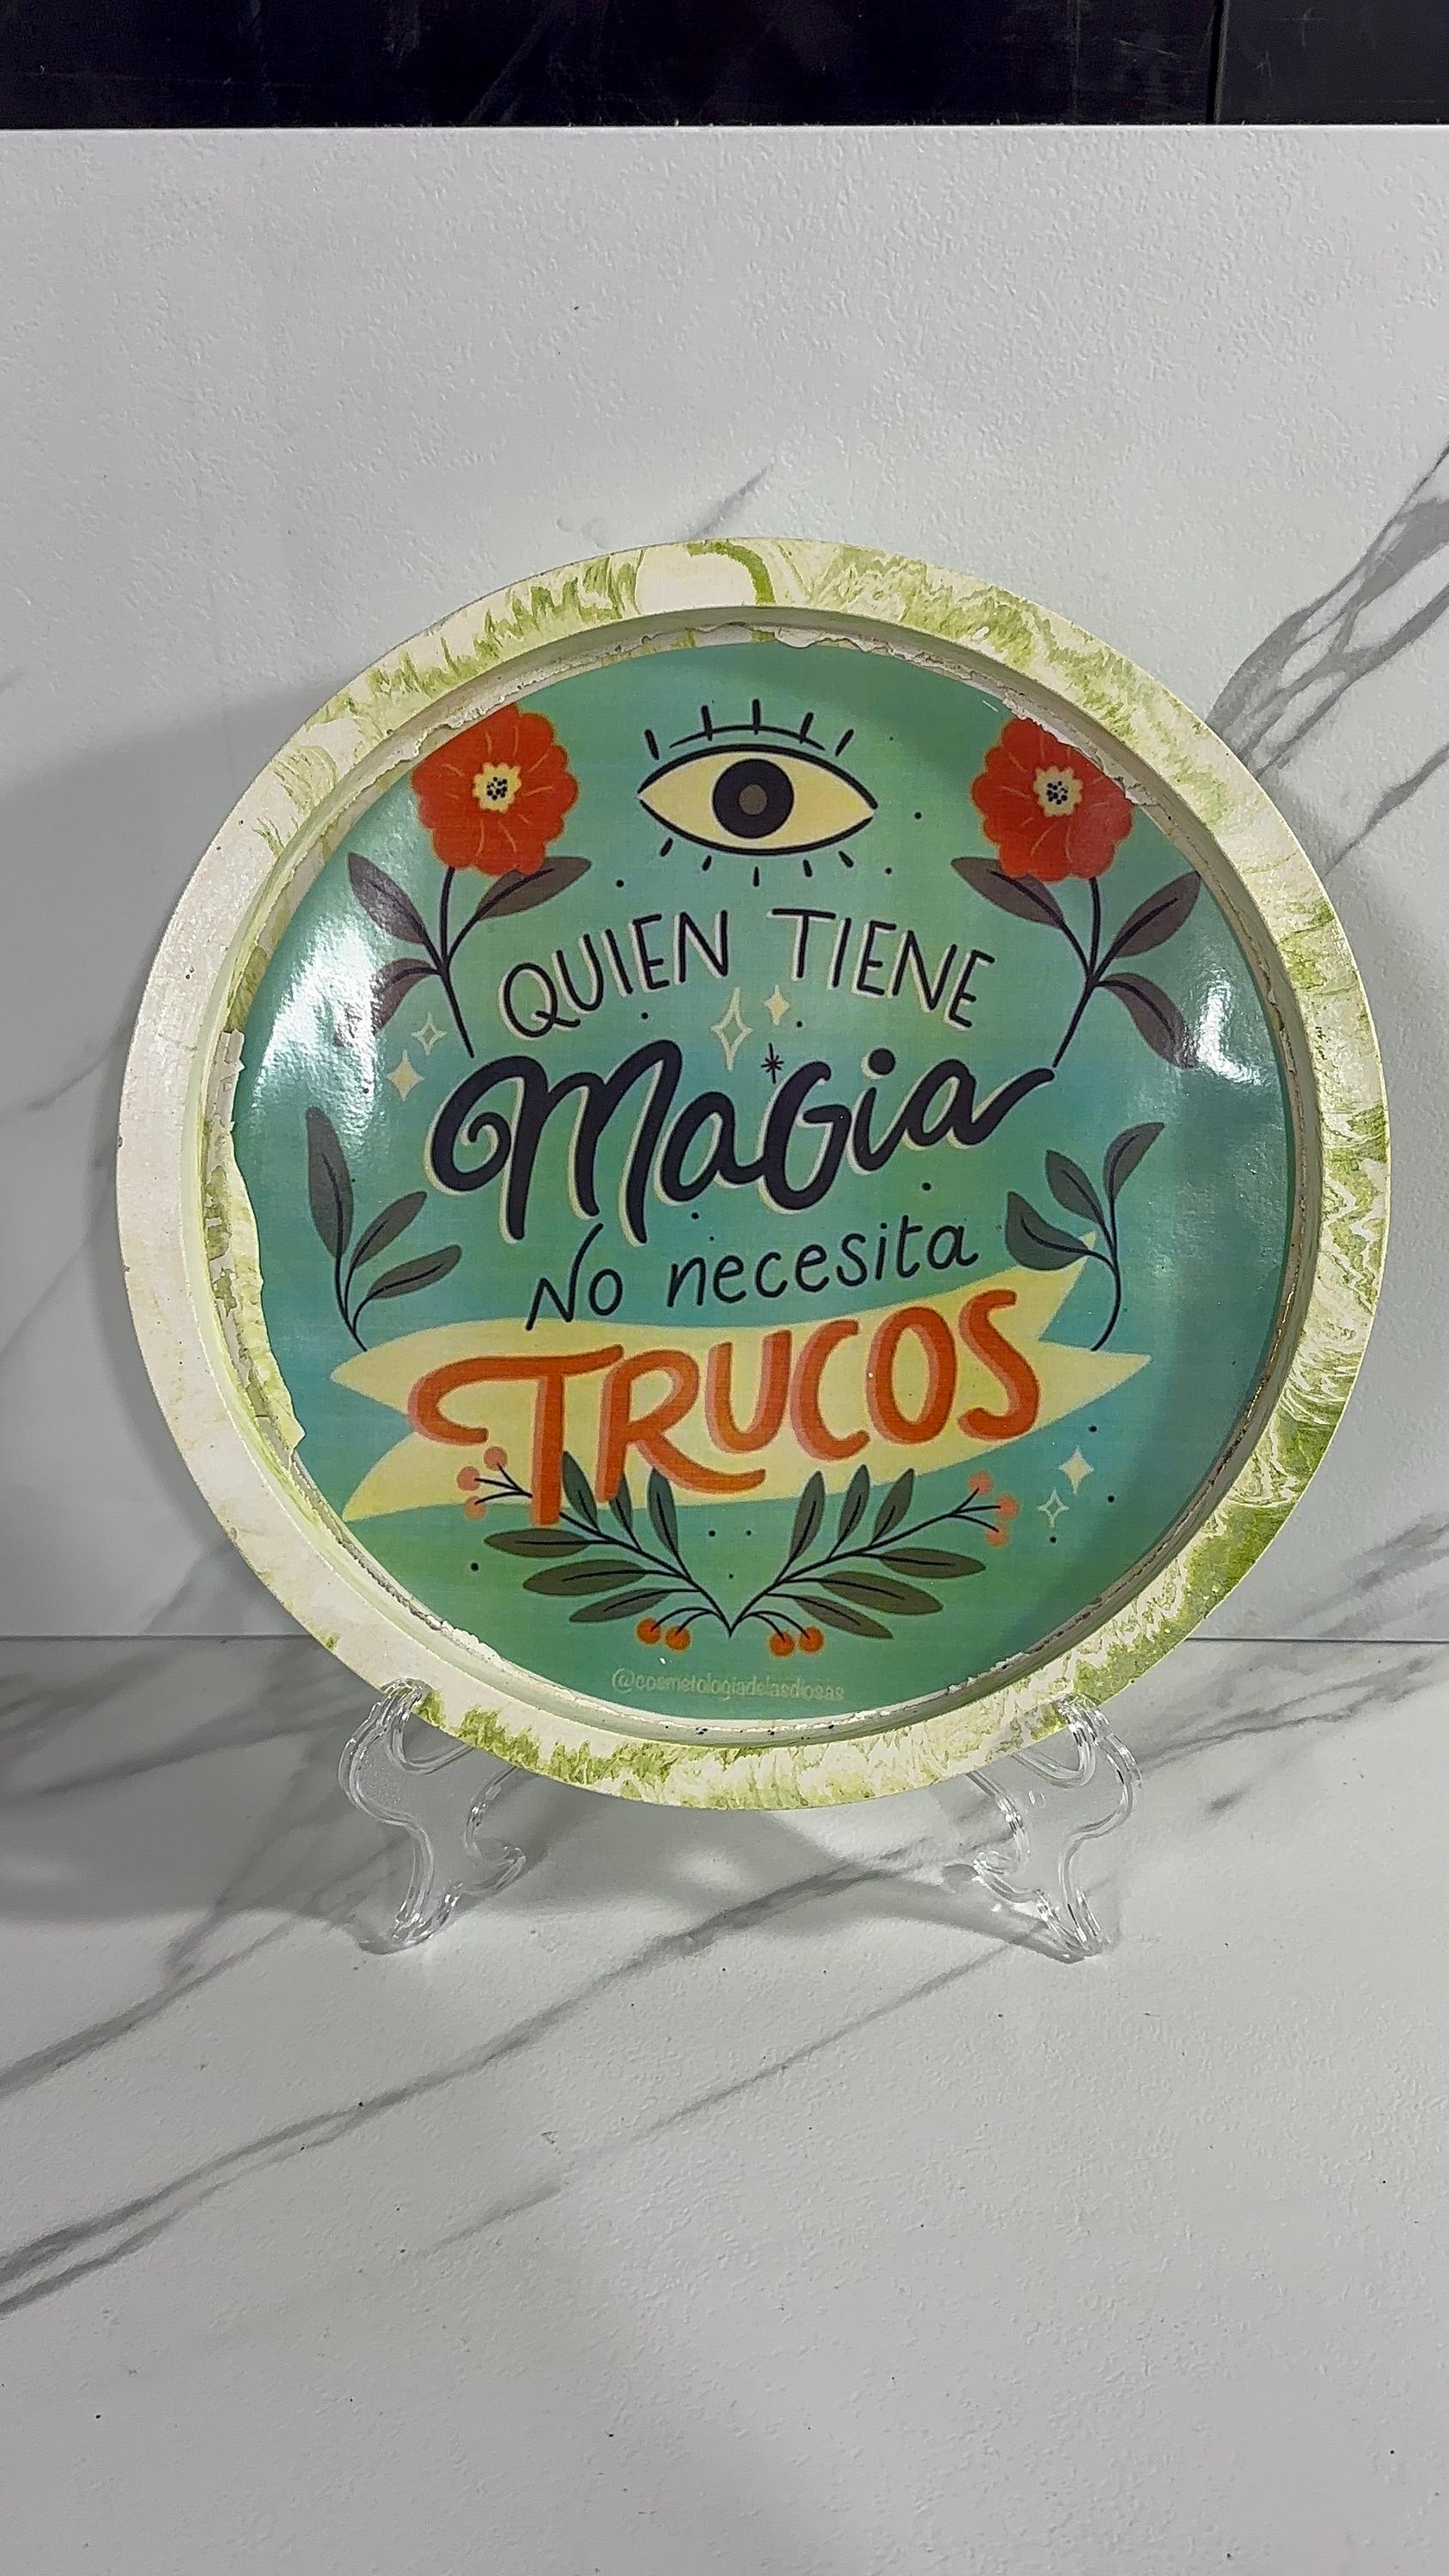 QUIEN TIENE
MaGia
No necesita
TRUCOS
@cosmetologiadelasdiosas